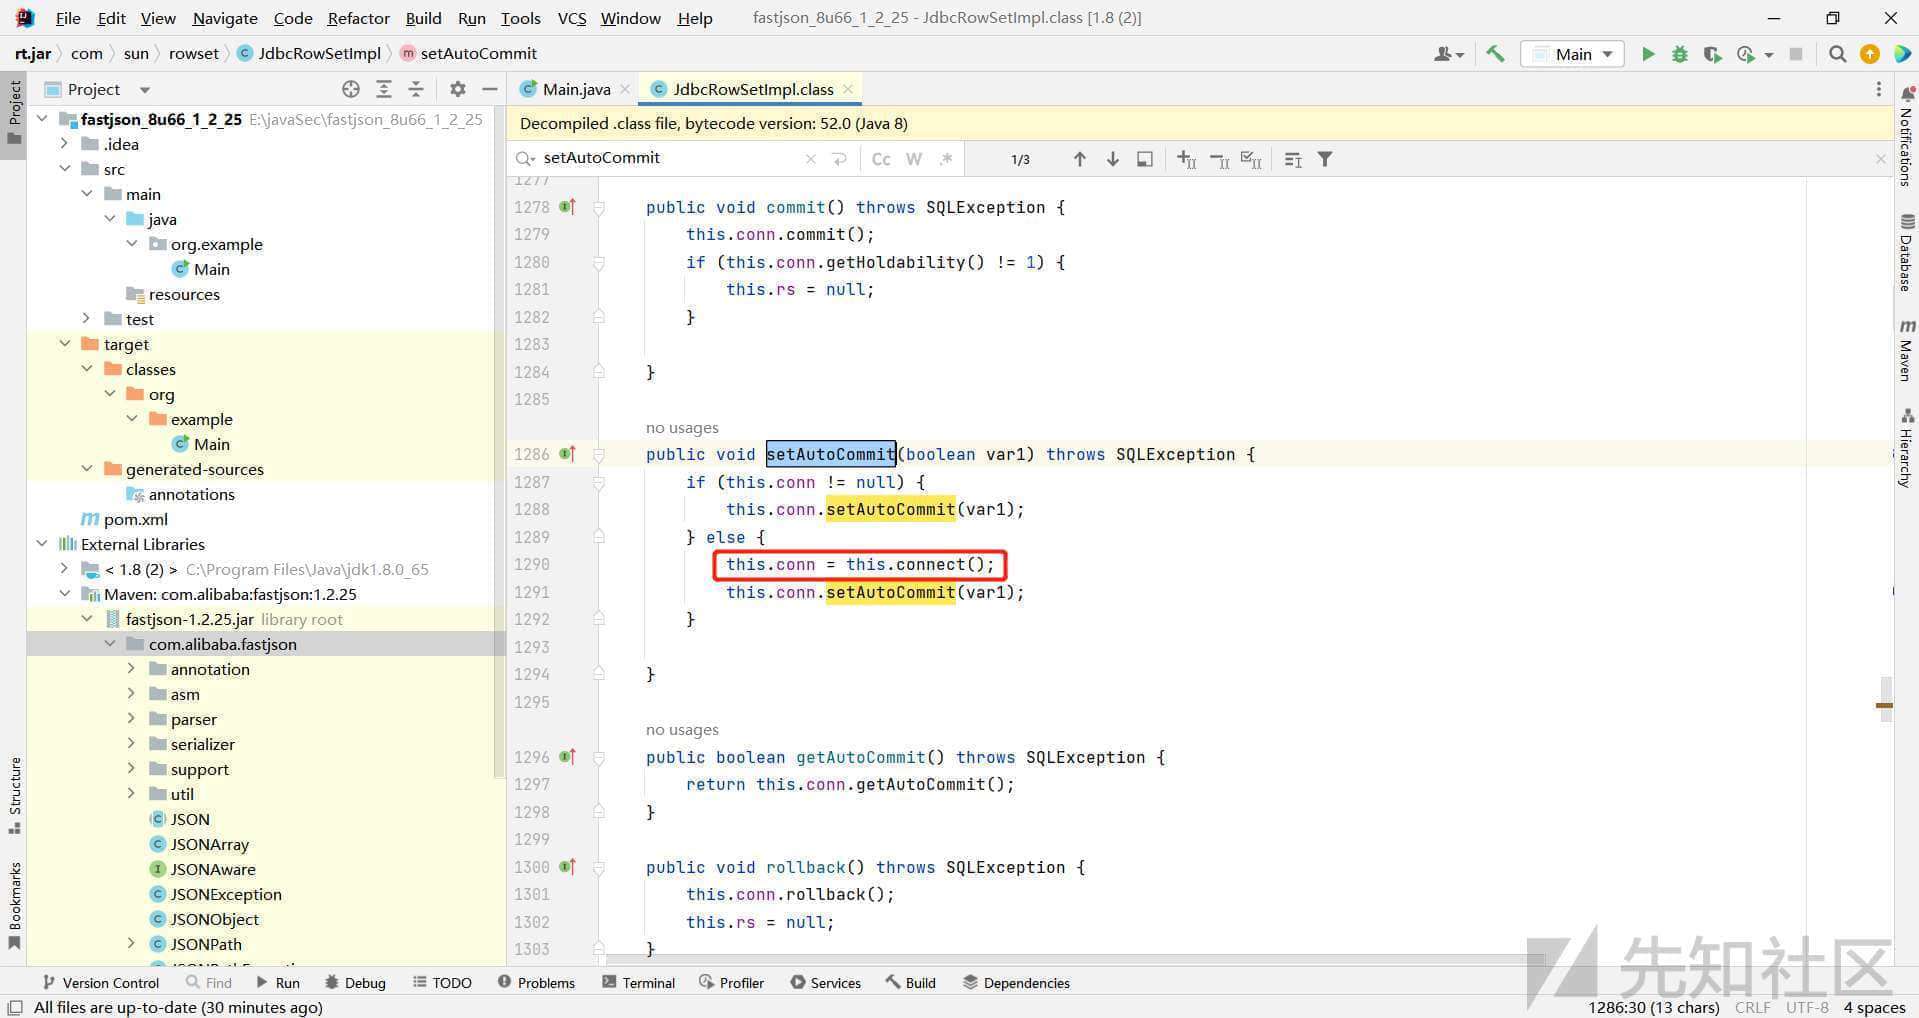 File Edit View Navigate Code Refactor Build Run Tools VCS Window Help fastjson_8u66_1_2_25 - JdbcRowSetImpl.class [1.8 (2)]
rt.jar com sun rowset JdbcRowSetImpl setAutoCommit Main
Project
Main.java JdbcRowSetImpl.class
Decompiled .class file, bytecode version: 52.0 (Java 8)
setAutoCommit Cc W .* 1/3
Project
fastjson_8u66_1_2_25 E:\javaSec\fastjson_8u66_1_2_25
.idea
src
main
java
org.example
Main
resources
test
target
classes
org
example
Main
generated-sources
annotations
pom.xml
External Libraries
< 1.8 (2) > C:\Program Files\Java\jdk1.8.0_65
Maven: com.alibaba:fastjson:1.2.25
fastjson-1.2.25.jar library root
com.alibaba.fastjson
annotation
asm
parser
serializer
support
util
JSON
JSONArray
JSONAware
JSONException
JSONObject
JSONPath
Structure
Bookmarks
1277
1278 public void commit() throws SQLException {
1279 this.conn.commit();
1280 if (this.conn.getHoldability() != 1) {
1281 this.rs = null;
1282 }
1283
1284 }
1285
no usages
1286 public void setAutoCommit(boolean var1) throws SQLException {
1287 if (this.conn != null) {
1288 this.conn.setAutoCommit(var1);
1289 } else {
1290 this.conn = this.connect();
1291 this.conn.setAutoCommit(var1);
1292 }
1293
1294 }
1295
no usages
1296 public boolean getAutoCommit() throws SQLException {
1297 return this.conn.getAutoCommit();
1298 }
1299
1300 public void rollback() throws SQLException {
1301 this.conn.rollback();
1302 this.rs = null;
1303 }
Notifications
Database
m Maven
Hierarchy
先知社区
Version Control Find Run Debug TODO Problems Terminal Profiler Services Build Dependencies
All files are up-to-date (30 minutes ago) 1286:30 (13 chars) CRLF UTF-8 4 spaces